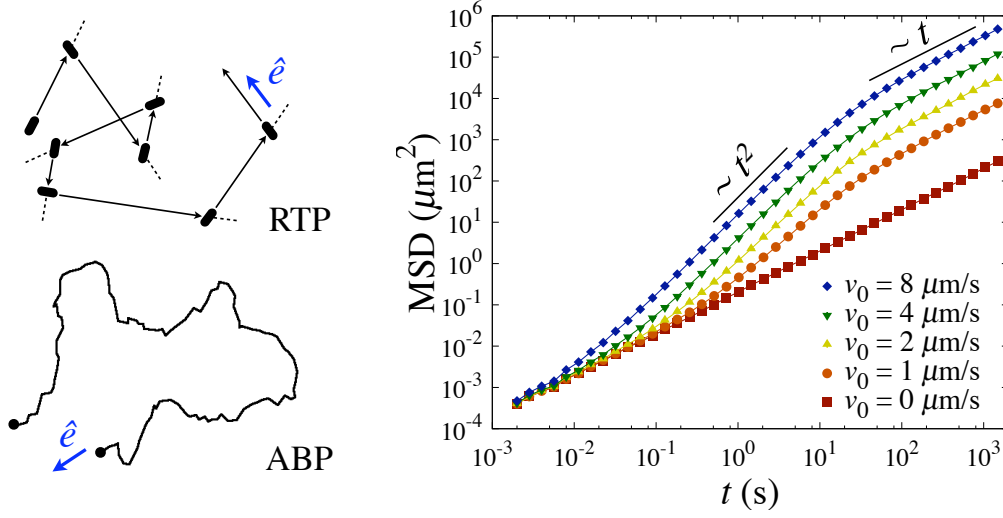 ê
RTP
ê
ABP
MSD (μm²)
10⁶
10⁵
10⁴
10³
10²
10¹
10⁰
10⁻¹
10⁻²
10⁻³
10⁻⁴
~ t²
~ t
v₀ = 8 μm/s
v₀ = 4 μm/s
v₀ = 2 μm/s
v₀ = 1 μm/s
v₀ = 0 μm/s
10⁻³ 10⁻² 10⁻¹ 10⁰ 10¹ 10² 10³
t (s)